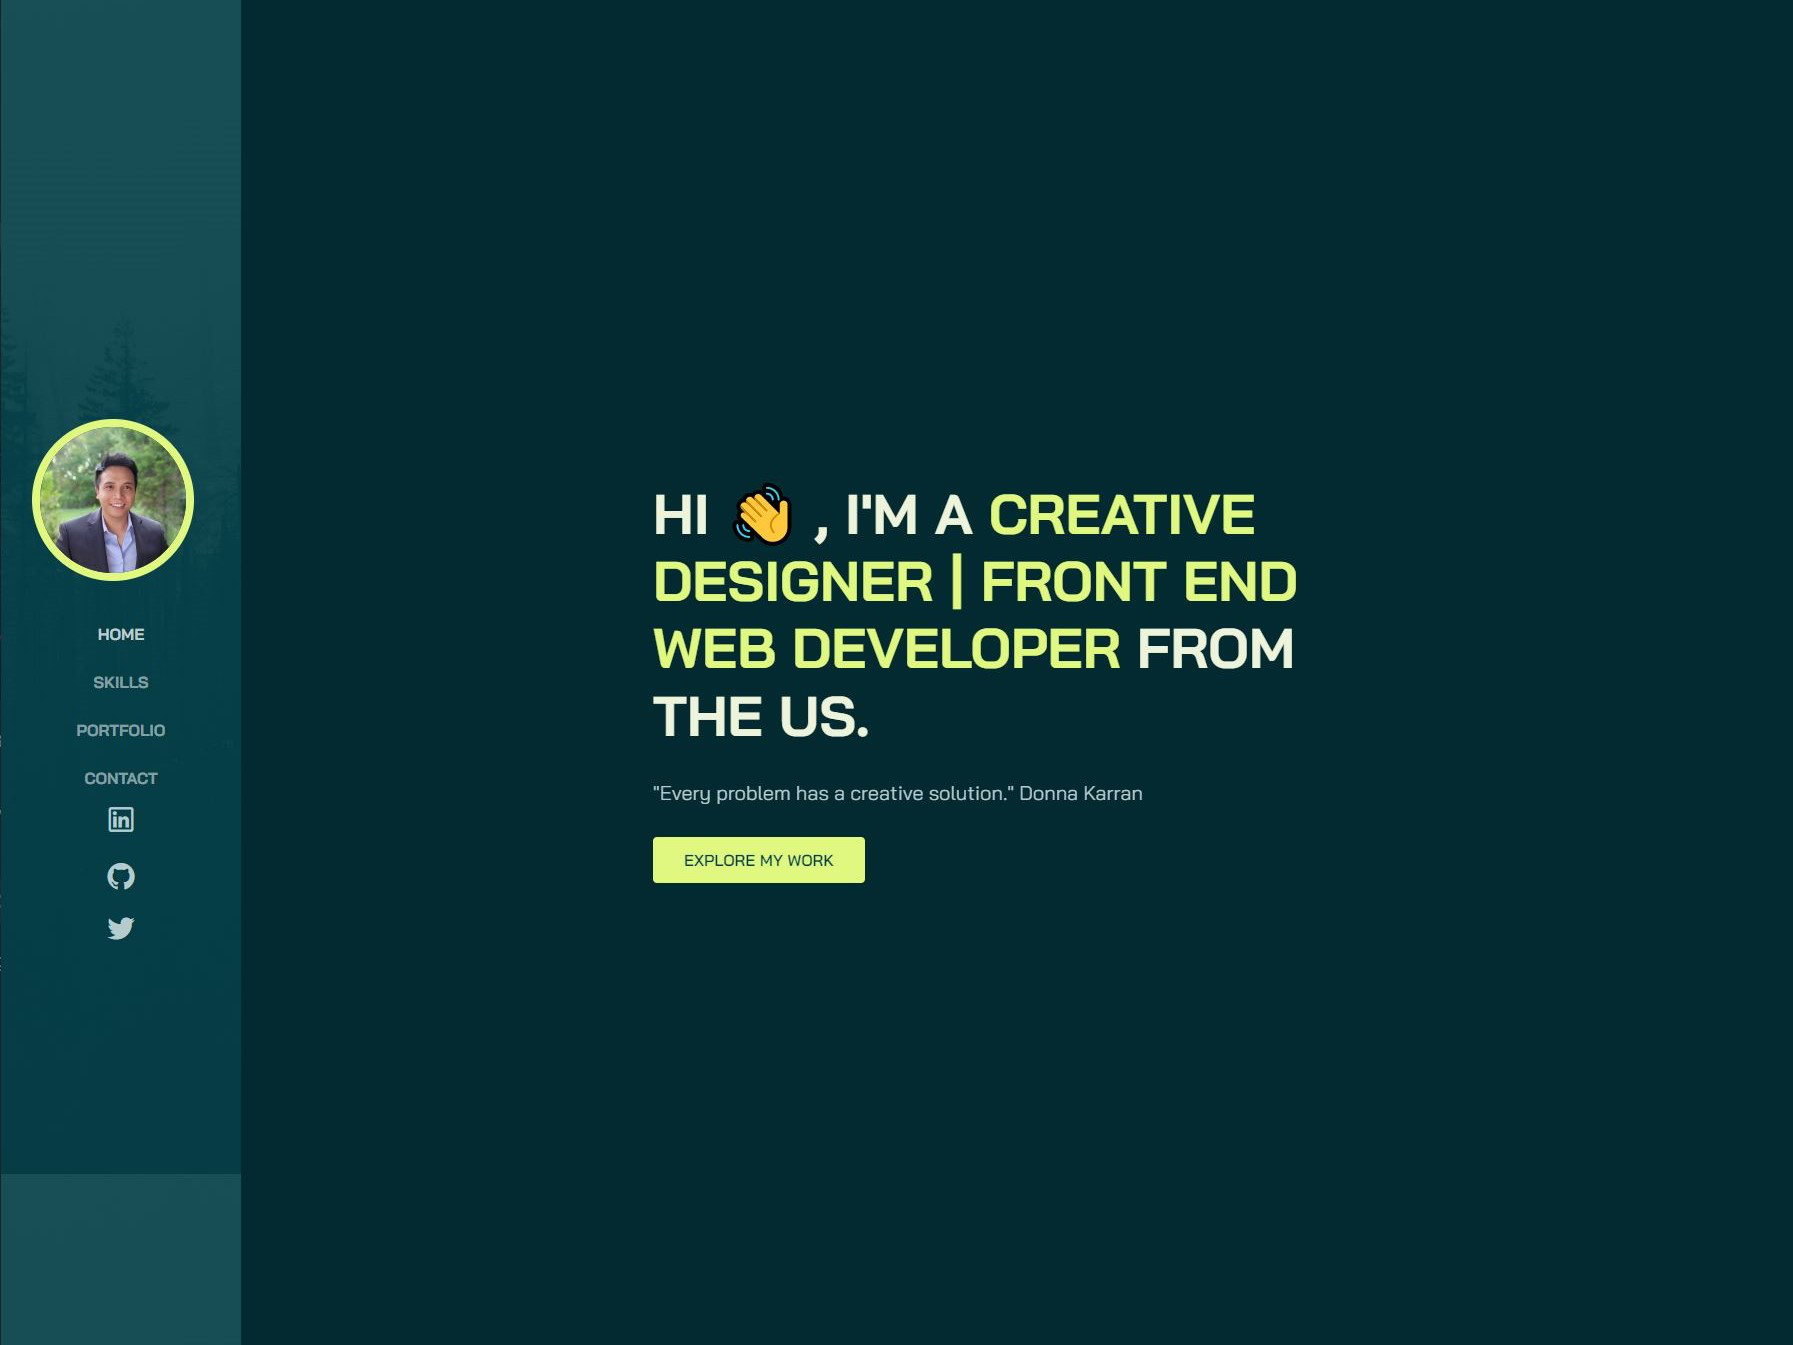 HOME
SKILLS
PORTFOLIO
CONTACT
in
HI 👋 , I'M A CREATIVE
DESIGNER | FRONT END
WEB DEVELOPER FROM
THE US.
"Every problem has a creative solution." Donna Karran
EXPLORE MY WORK